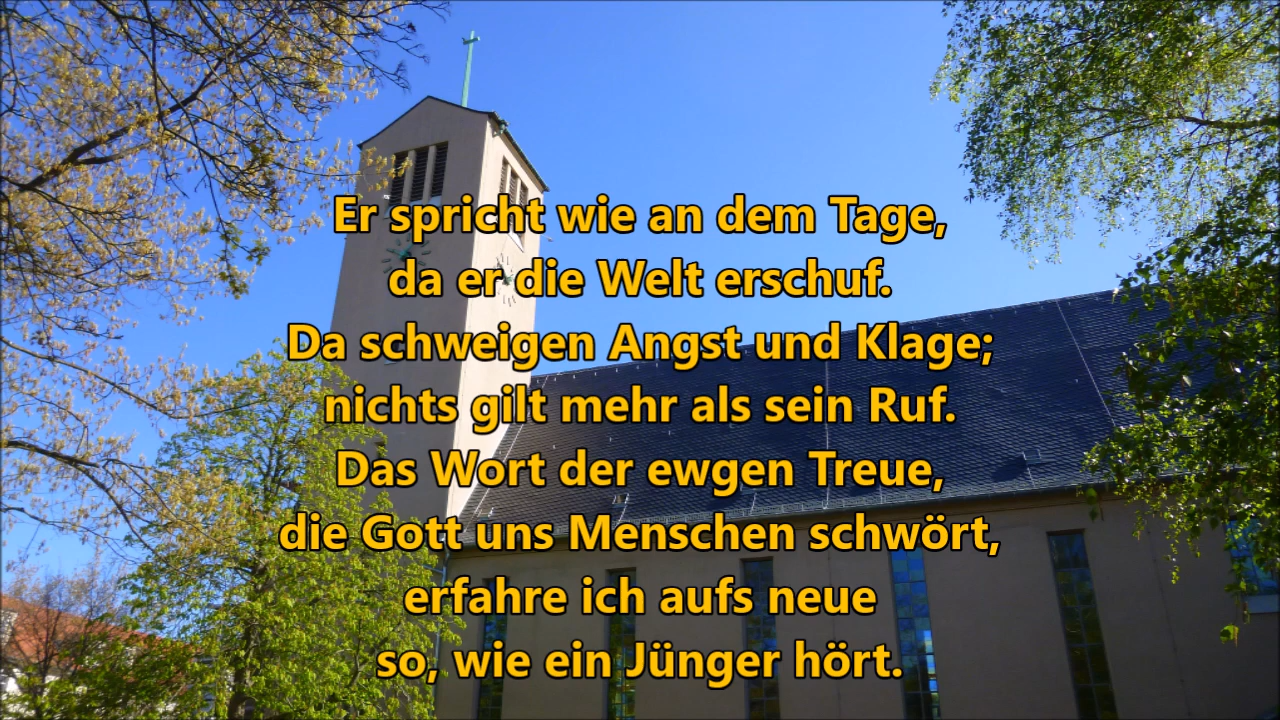 Er spricht wie an dem Tage,
da er die Welt erschuf.
Da schweigen Angst und Klage;
nichts gilt mehr als sein Ruf.
Das Wort der ewgen Treue,
die Gott uns Menschen schwört,
erfahre ich aufs neue
so, wie ein Jünger hört.